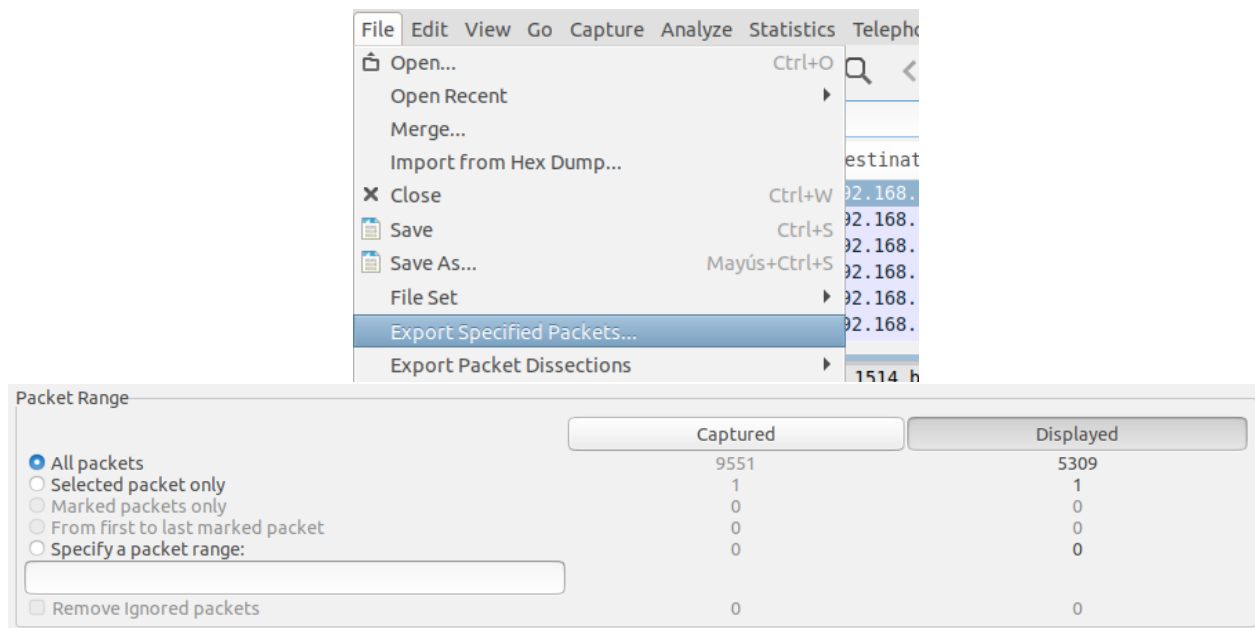 File Edit View Go Capture Analyze Statistics Telepho
Open... Ctrl+O
Open Recent
Merge...
estinat
Import from Hex Dump...
Close Ctrl+W 92.168.
Save Ctrl+S 92.168.
92.168.
Save As... Mayús+Ctrl+S 92.168.
File Set 92.168.
Export Specified Packets... 92.168.
Export Packet Dissections 1514 b
Packet Range
Captured Displayed
All packets 9551 5309
Selected packet only 1 1
Marked packets only 0 0
From first to last marked packet 0 0
Specify a packet range: 0 0
Remove Ignored packets 0 0